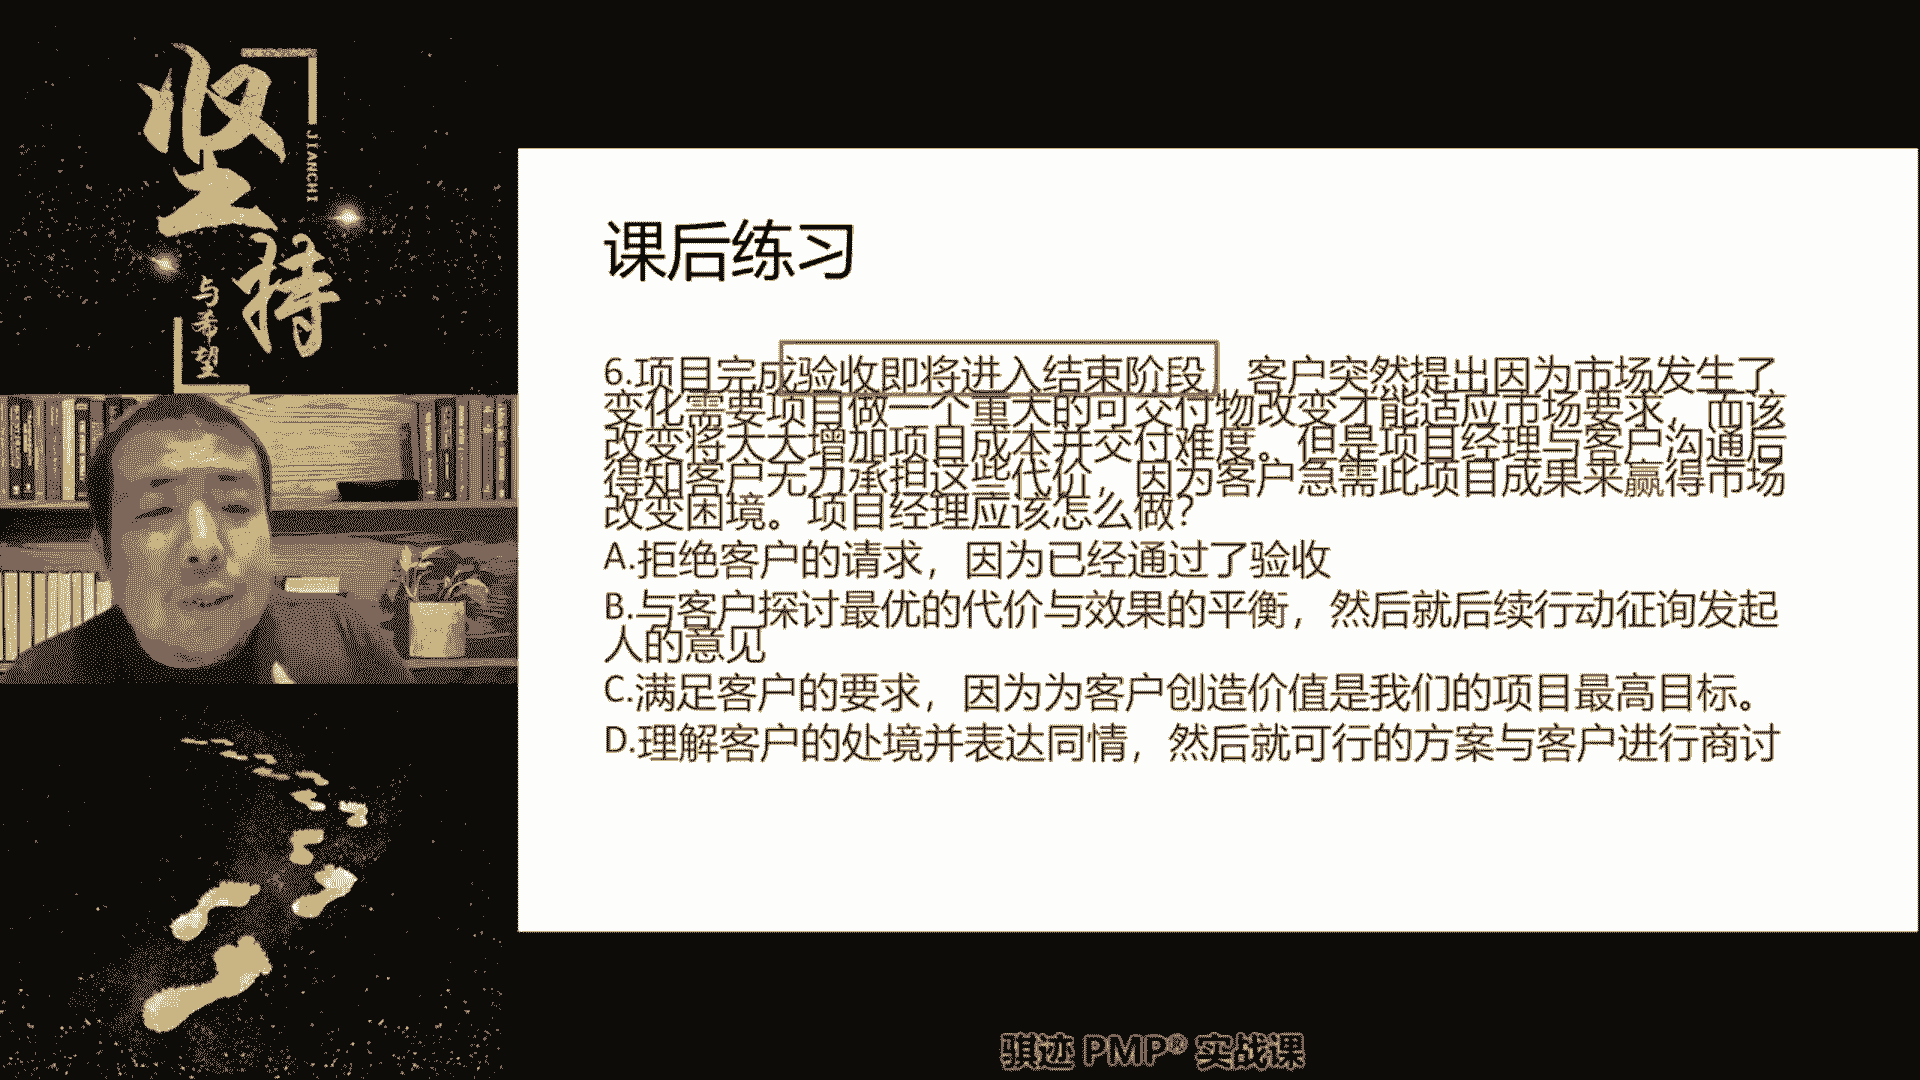 坚持
JIANCHI
与希望
课后练习
6.项目完成验收即将进入结束阶段，客户突然提出因为市场发生了
变化需要项目做一个重大的可交付物改变才能适应市场要求，而该
改变将大大增加项目成本并交付难度。但是项目经理与客户沟通后
得知客户无力承担这些代价，因为客户急需此项目成果来赢得市场
改变困境。项目经理应该怎么做？
A.拒绝客户的请求，因为已经通过了验收
B.与客户探讨最优的代价与效果的平衡，然后就后续行动征询发起
人的意见
C.满足客户的要求，因为为客户创造价值是我们的项目最高目标。
D.理解客户的处境并表达同情，然后就可行的方案与客户进行商讨
骐迹 PMP® 实战课